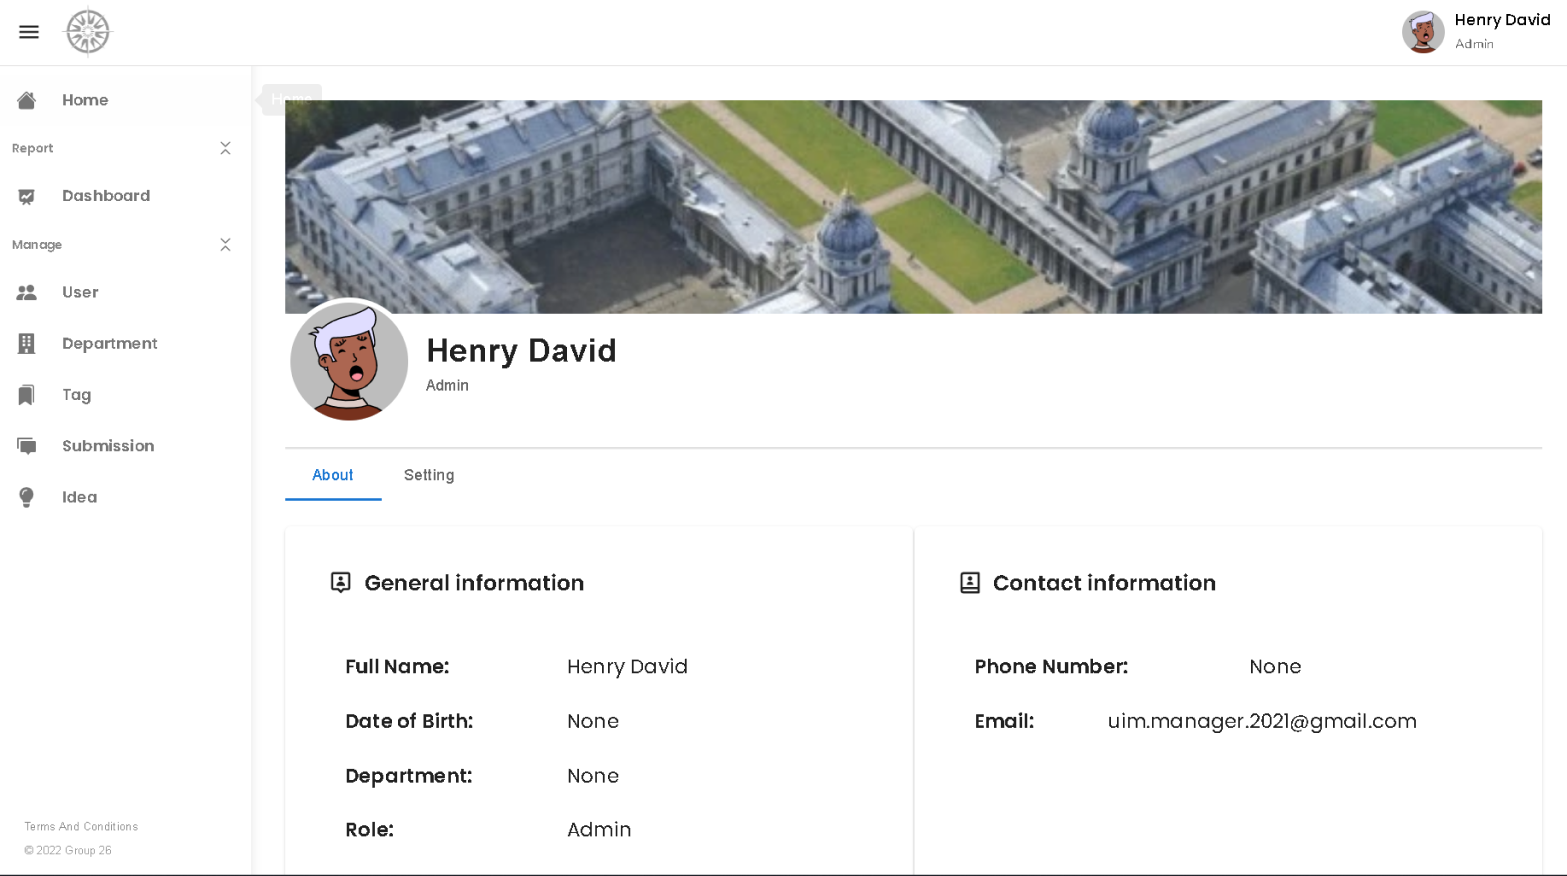 Henry David
Admin
Home
Home
Report
Dashboard
Manage
User
Department
Tag
Submission
Idea
Terms And Conditions
© 2022 Group 26
Henry David
Admin
About
Setting
General information
Full Name: Henry David
Date of Birth: None
Department: None
Role: Admin
Contact information
Phone Number: None
Email: uim.manager.2021@gmail.com